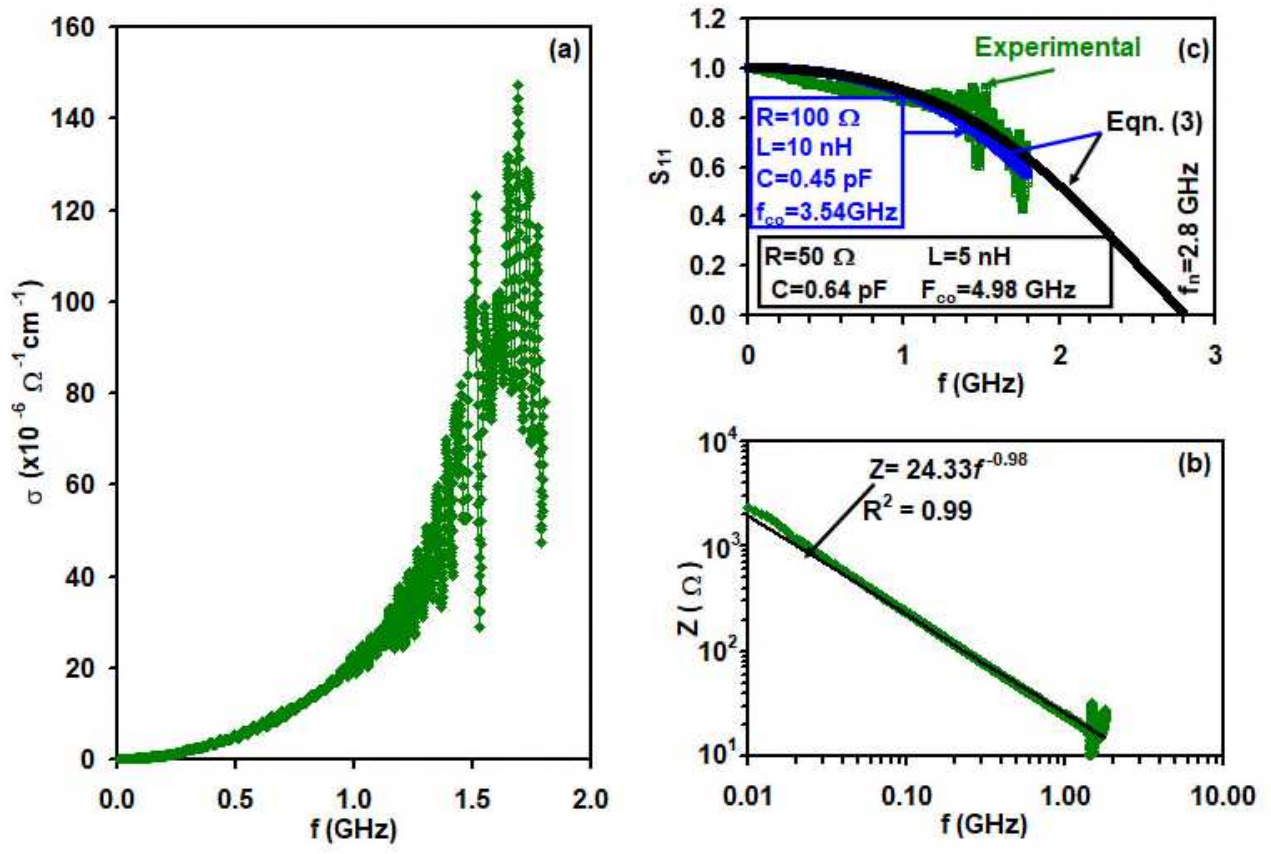 160
140
120
100
80
60
40
20
0
σ (x10⁻⁶ Ω⁻¹cm⁻¹)
(a)
0.0 0.5 1.0 1.5 2.0
f (GHz)
1.2
1.0
0.8
0.6
0.4
0.2
0.0
S₁₁
(c)
Experimental
Eqn. (3)
R=100 Ω
L=10 nH
C=0.45 pF
f_co=3.54GHz
R=50 Ω L=5 nH
C=0.64 pF F_co=4.98 GHz
fₙ=2.8 GHz
0 1 2 3
f (GHz)
10⁴
10³
10²
10¹
Z ( Ω )
(b)
Z= 24.33f⁻⁰·⁹⁸
R² = 0.99
0.01 0.10 1.00 10.00
f (GHz)